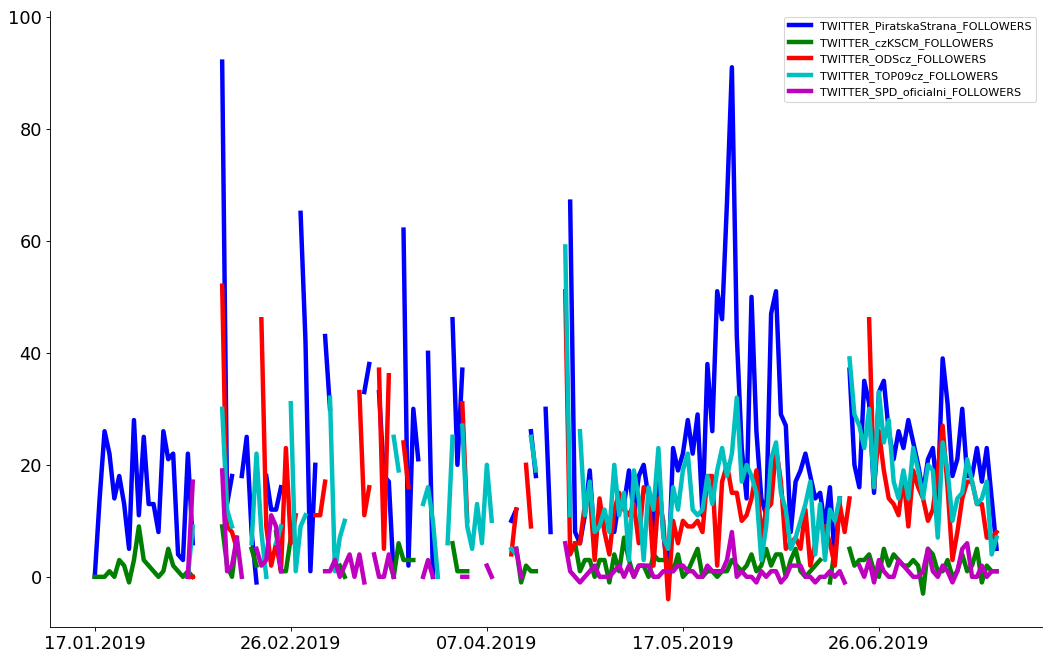 100
80
60
40
20
0
17.01.2019
26.02.2019
07.04.2019
17.05.2019
26.06.2019
TWITTER_PiratskaStrana_FOLLOWERS
TWITTER_czKSCM_FOLLOWERS
TWITTER_ODScz_FOLLOWERS
TWITTER_TOP09cz_FOLLOWERS
TWITTER_SPD_oficialni_FOLLOWERS